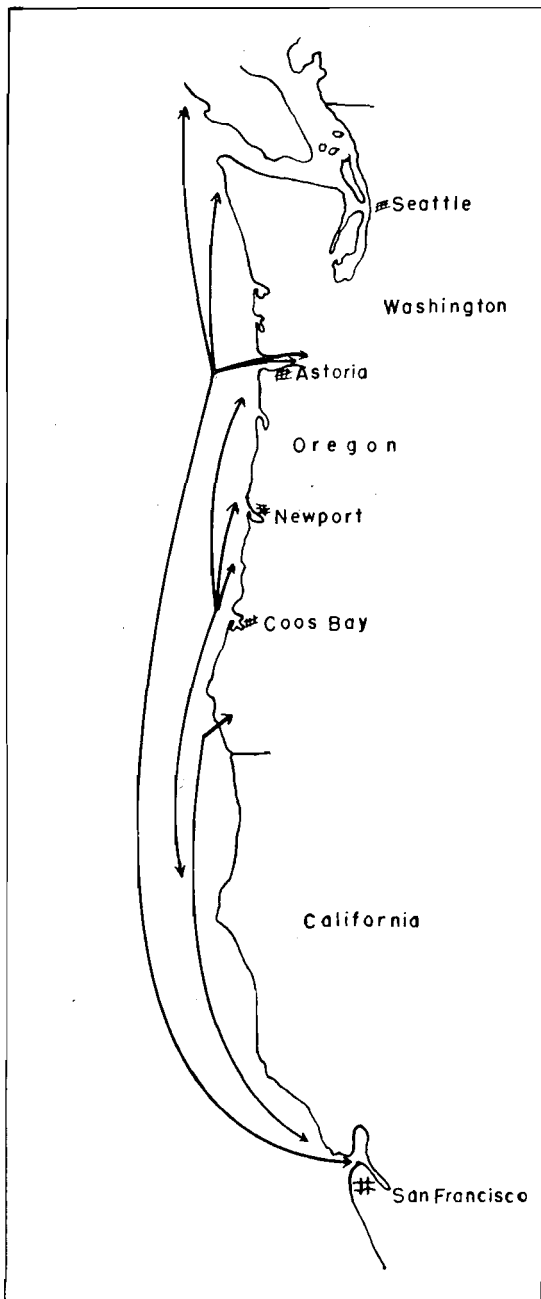 Seattle
Washington
Astoria
Oregon
Newport
Coos Bay
California
San Francisco